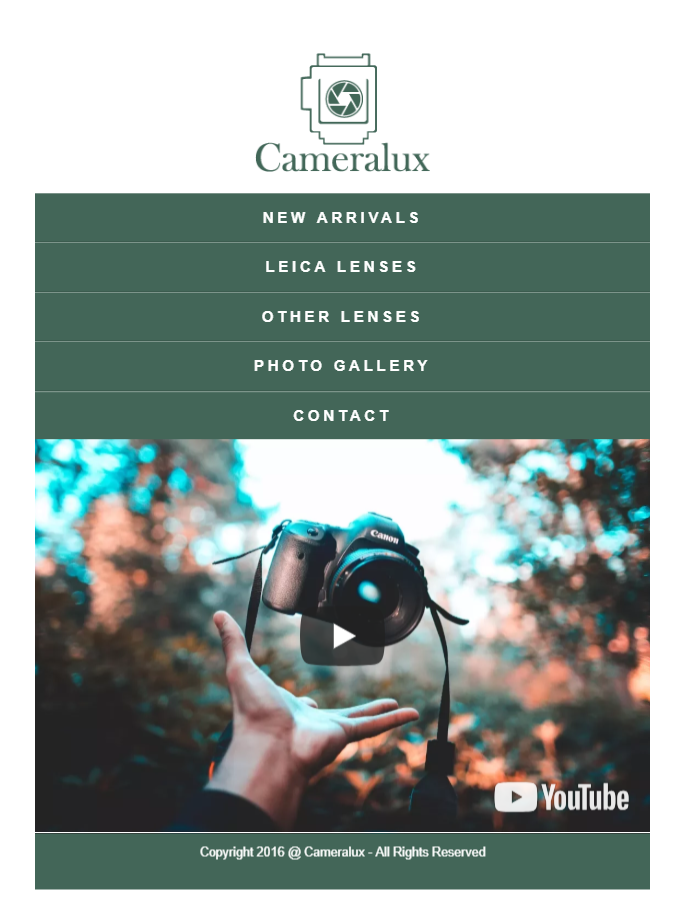 Cameralux
NEW ARRIVALS
LEICA LENSES
OTHER LENSES
PHOTO GALLERY
CONTACT
Canon
YouTube
Copyright 2016 @ Cameralux - All Rights Reserved